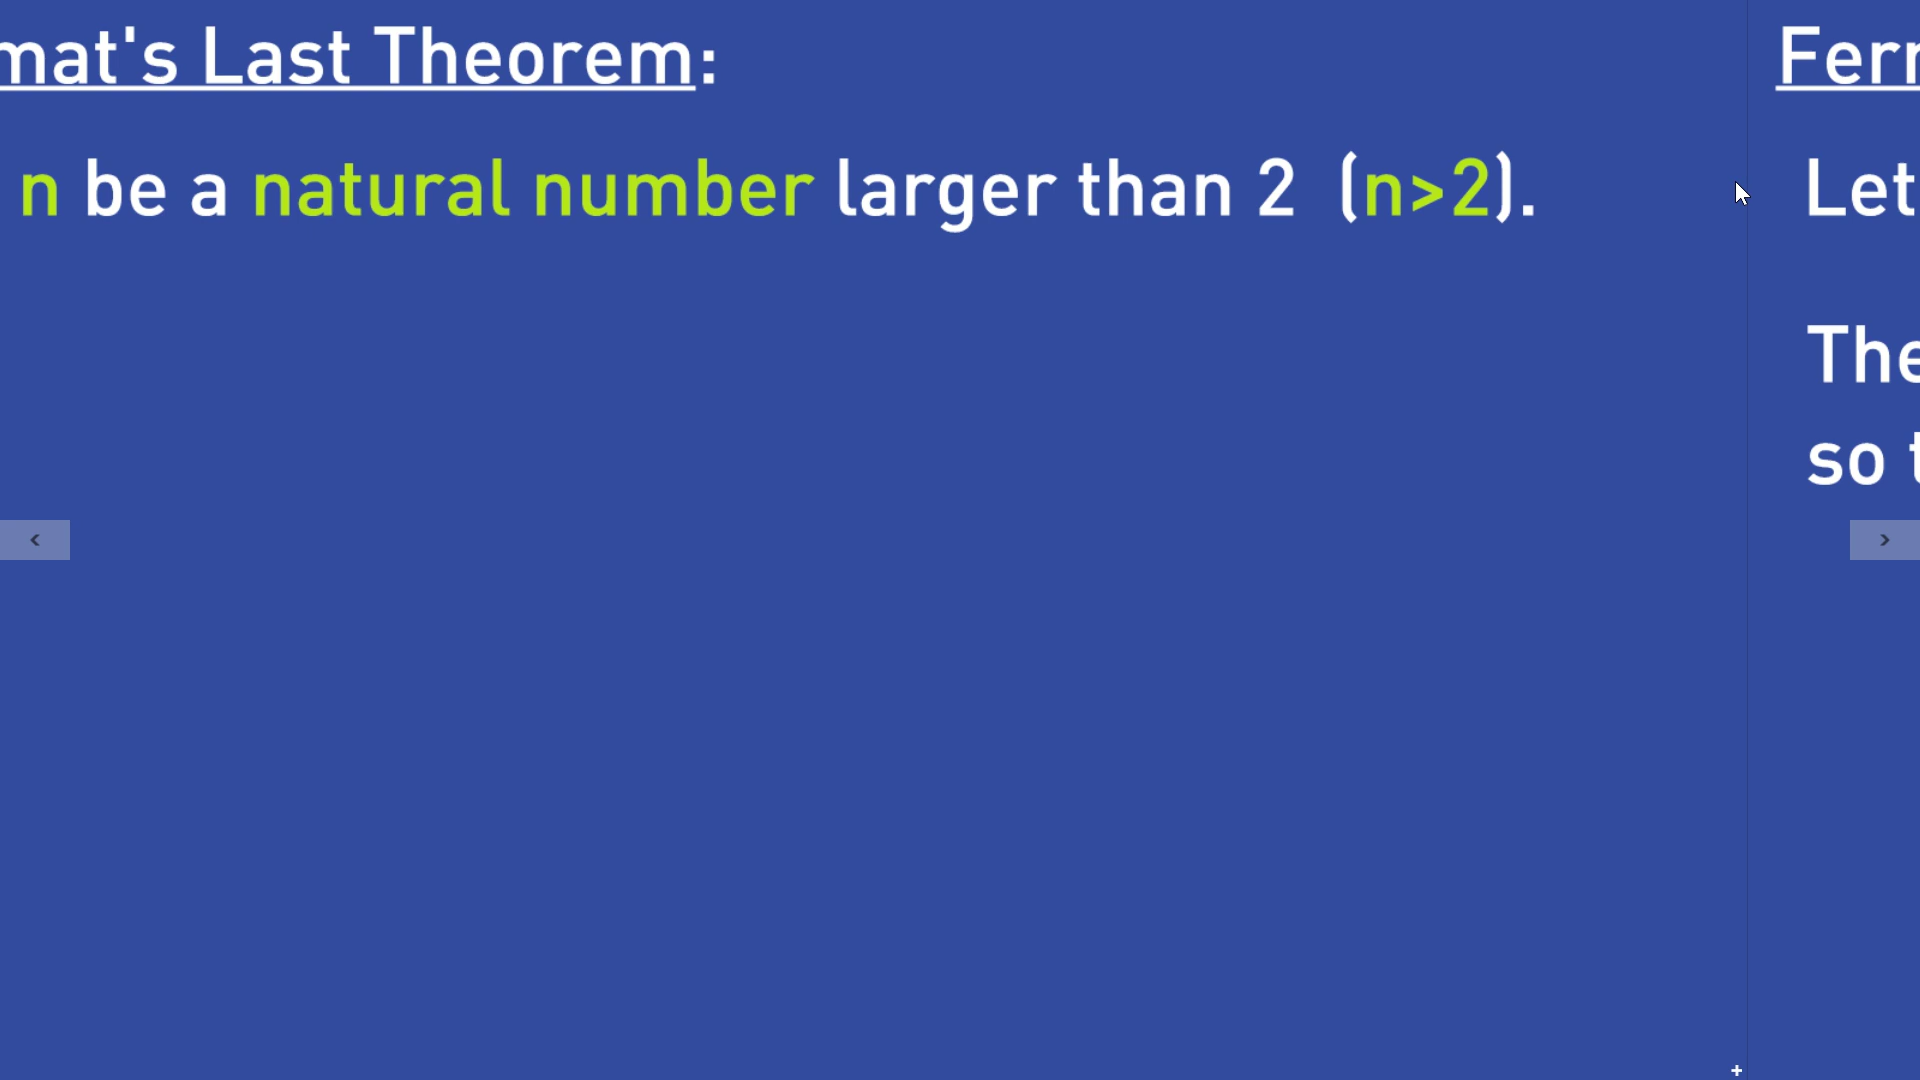 mat's Last Theorem:
n be a natural number larger than 2 (n>2).
<
+
Fer
Let
The
so t
>